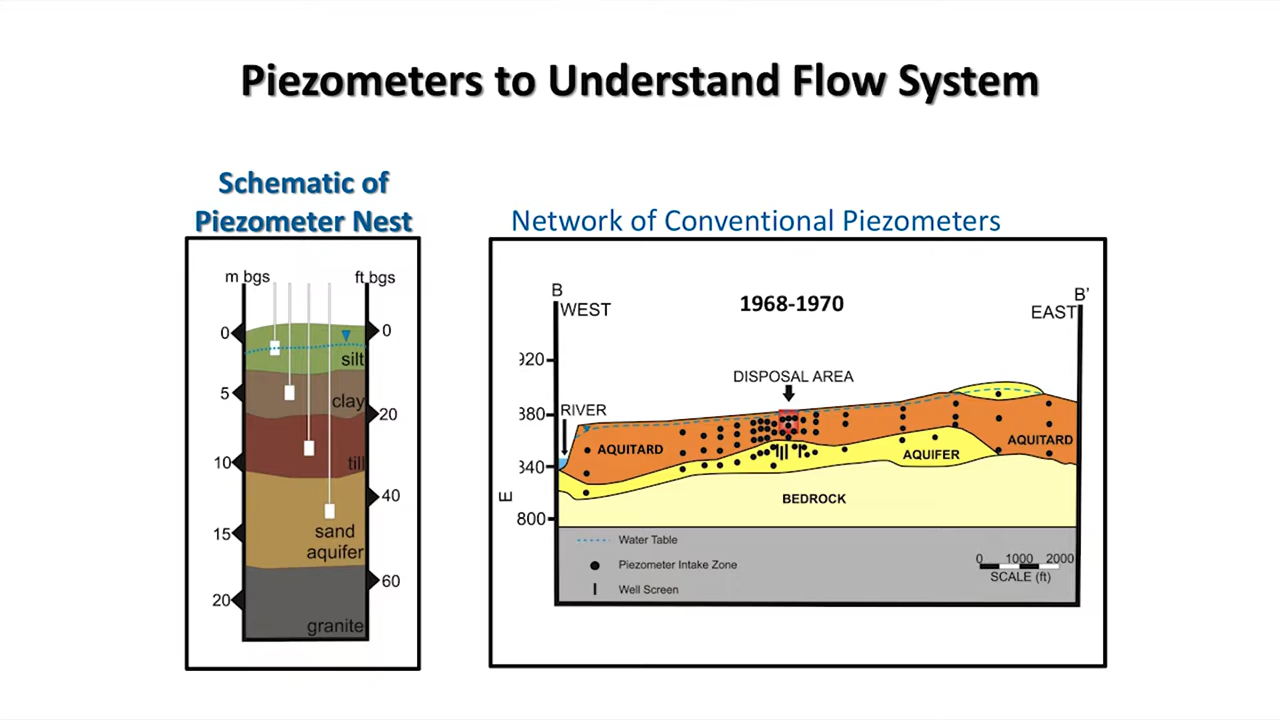 Piezometers to Understand Flow System
Schematic of
Piezometer Nest
m bgs
ft bgs
0
0
silt
5
clay
20
10
till
40
15
sand
aquifer
60
20
granite
Network of Conventional Piezometers
B
WEST
1968-1970
B'
EAST
920
DISPOSAL AREA
RIVER
380
AQUITARD
AQUIFER
AQUITARD
340
E
BEDROCK
800
Water Table
Piezometer Intake Zone
Well Screen
0 1000 2000
SCALE (ft)